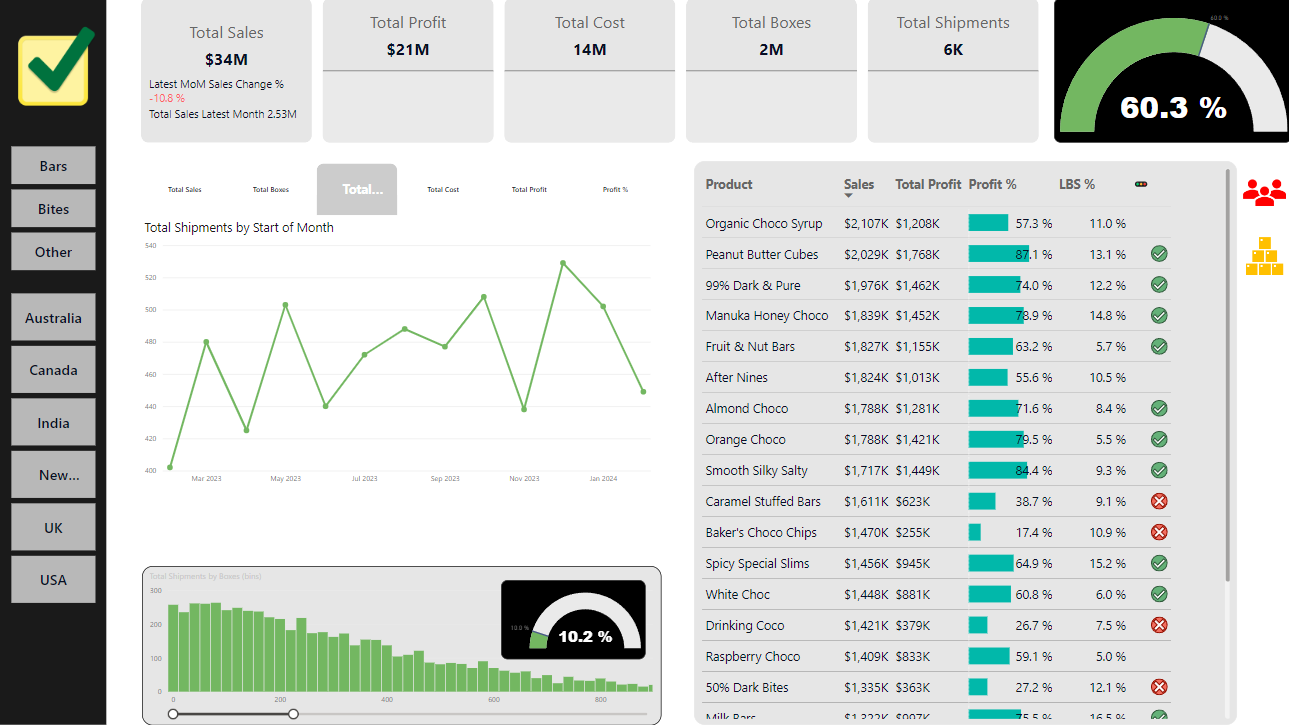 Total Sales
$34M
Latest MoM Sales Change %
-10.8 %
Total Sales Latest Month 2.53M
Total Profit
$21M
Total Cost
14M
Total Boxes
2M
Total Shipments
6K
60.0 %
60.3 %
Bars
Bites
Other
Australia
Canada
India
New...
UK
USA
Total Sales
Total Boxes
Total...
Total Cost
Total Profit
Profit %
Total Shipments by Start of Month
540
520
500
480
460
440
420
400
Mar 2023
May 2023
Jul 2023
Sep 2023
Nov 2023
Jan 2024
Total Shipments by Boxes (bins)
300
200
100
0
0
200
400
600
800
10.0 %
10.2 %
Product Sales Total Profit Profit % LBS %
Organic Choco Syrup $2,107K $1,208K 57.3 % 11.0 %
Peanut Butter Cubes $2,029K $1,768K 87.1 % 13.1 %
99% Dark & Pure $1,976K $1,462K 74.0 % 12.2 %
Manuka Honey Choco $1,839K $1,452K 78.9 % 14.8 %
Fruit & Nut Bars $1,827K $1,155K 63.2 % 5.7 %
After Nines $1,824K $1,013K 55.6 % 10.5 %
Almond Choco $1,788K $1,281K 71.6 % 8.4 %
Orange Choco $1,788K $1,421K 79.5 % 5.5 %
Smooth Silky Salty $1,717K $1,449K 84.4 % 9.3 %
Caramel Stuffed Bars $1,611K $623K 38.7 % 9.1 %
Baker's Choco Chips $1,470K $255K 17.4 % 10.9 %
Spicy Special Slims $1,456K $945K 64.9 % 15.2 %
White Choc $1,448K $881K 60.8 % 6.0 %
Drinking Coco $1,421K $379K 26.7 % 7.5 %
Raspberry Choco $1,409K $833K 59.1 % 5.0 %
50% Dark Bites $1,335K $363K 27.2 % 12.1 %
Milk Bars $1,322K $997K 75.5 % 16.5 %